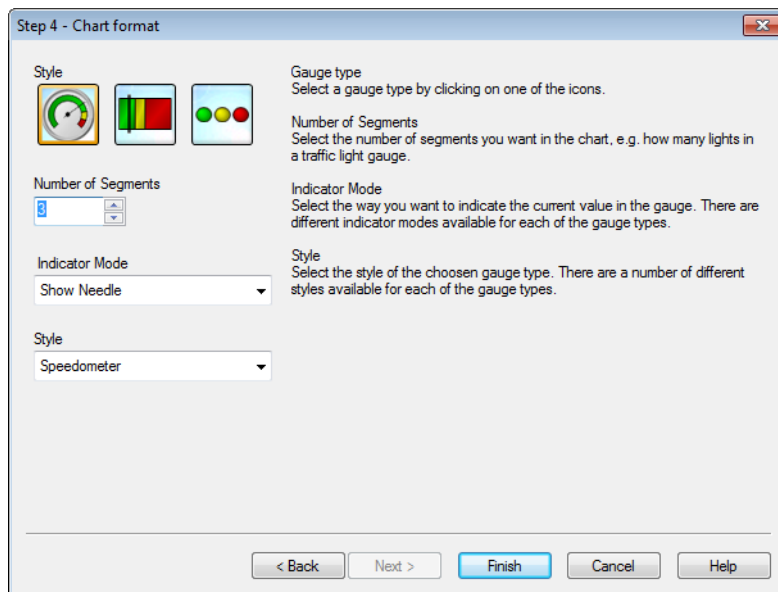 Step 4 - Chart format
Style
Number of Segments
3
Indicator Mode
Show Needle
Style
Speedometer
Gauge type
Select a gauge type by clicking on one of the icons.
Number of Segments
Select the number of segments you want in the chart, e.g. how many lights in
a traffic light gauge.
Indicator Mode
Select the way you want to indicate the current value in the gauge. There are
different indicator modes available for each of the gauge types.
Style
Select the style of the choosen gauge type. There are a number of different
styles available for each of the gauge types.
< Back
Next >
Finish
Cancel
Help